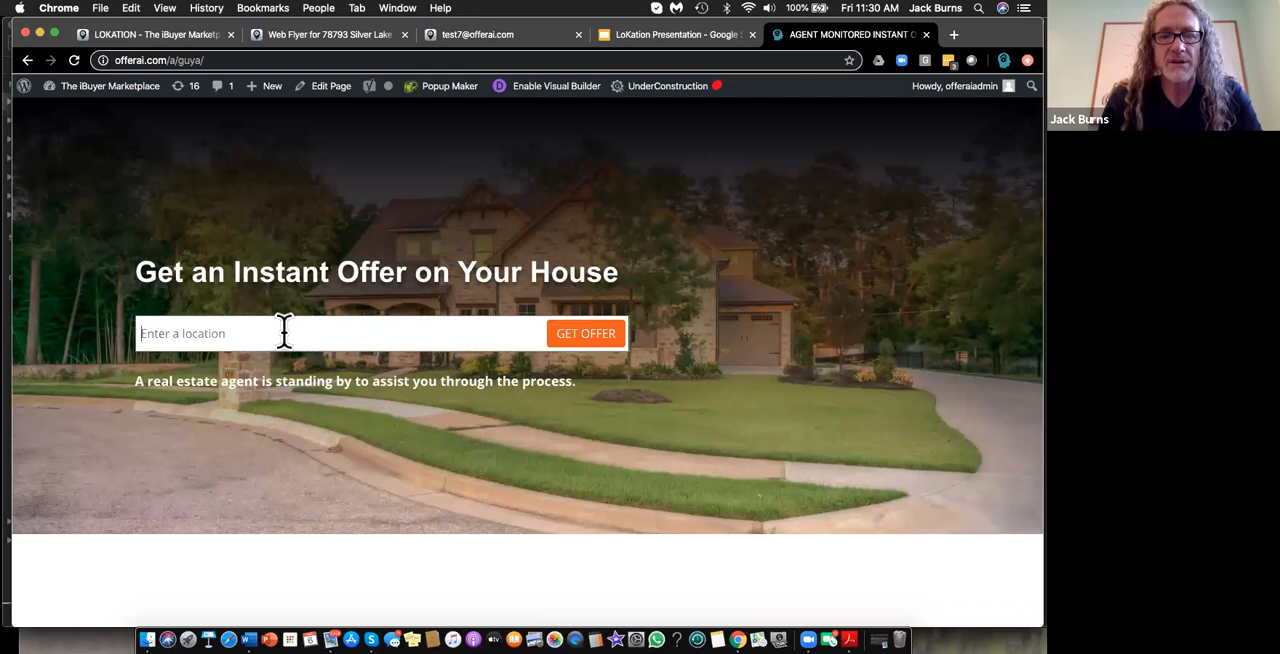 Chrome File Edit View History Bookmarks People Tab Window Help 100% Fri 11:30 AM Jack Burns
LOKATION - The iBuyer Marketp Web Flyer for 78793 Silver Lake test7@offerai.com LoKation Presentation - Google S AGENT MONITORED INSTANT O
offerai.com/a/guya/
The iBuyer Marketplace 16 1 New Edit Page Popup Maker Enable Visual Builder UnderConstruction Howdy, offeraiadmin
Jack Burns
Get an Instant Offer on Your House
Enter a location GET OFFER
A real estate agent is standing by to assist you through the process.